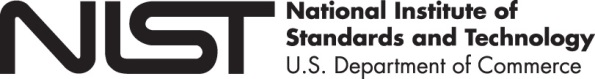 NIST
National Institute of
Standards and Technology
U.S. Department of Commerce